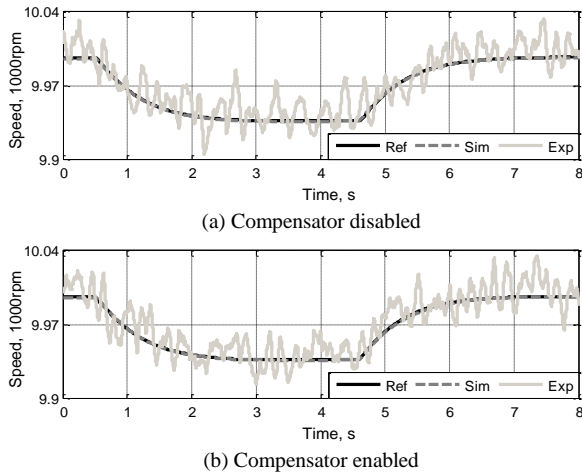 10.04
9.97
9.9
Speed, 1000rpm
0 1 2 3 4 5 6 7 8
Ref Sim Exp
Time, s
(a) Compensator disabled
10.04
9.97
9.9
Speed, 1000rpm
0 1 2 3 4 5 6 7 8
Ref Sim Exp
Time, s
(b) Compensator enabled